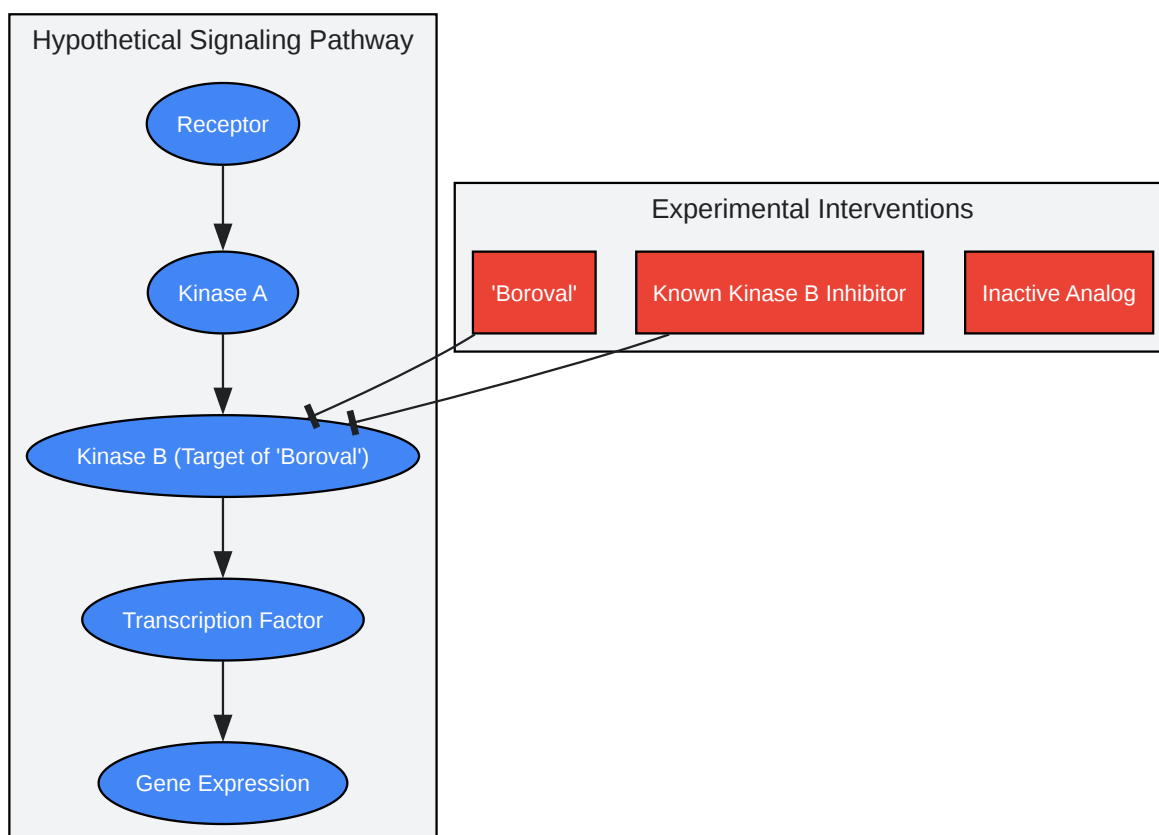 Hypothetical Signaling Pathway
Receptor
Kinase A
Kinase B (Target of 'Boroval')
Transcription Factor
Gene Expression
Experimental Interventions
'Boroval'
Known Kinase B Inhibitor
Inactive Analog